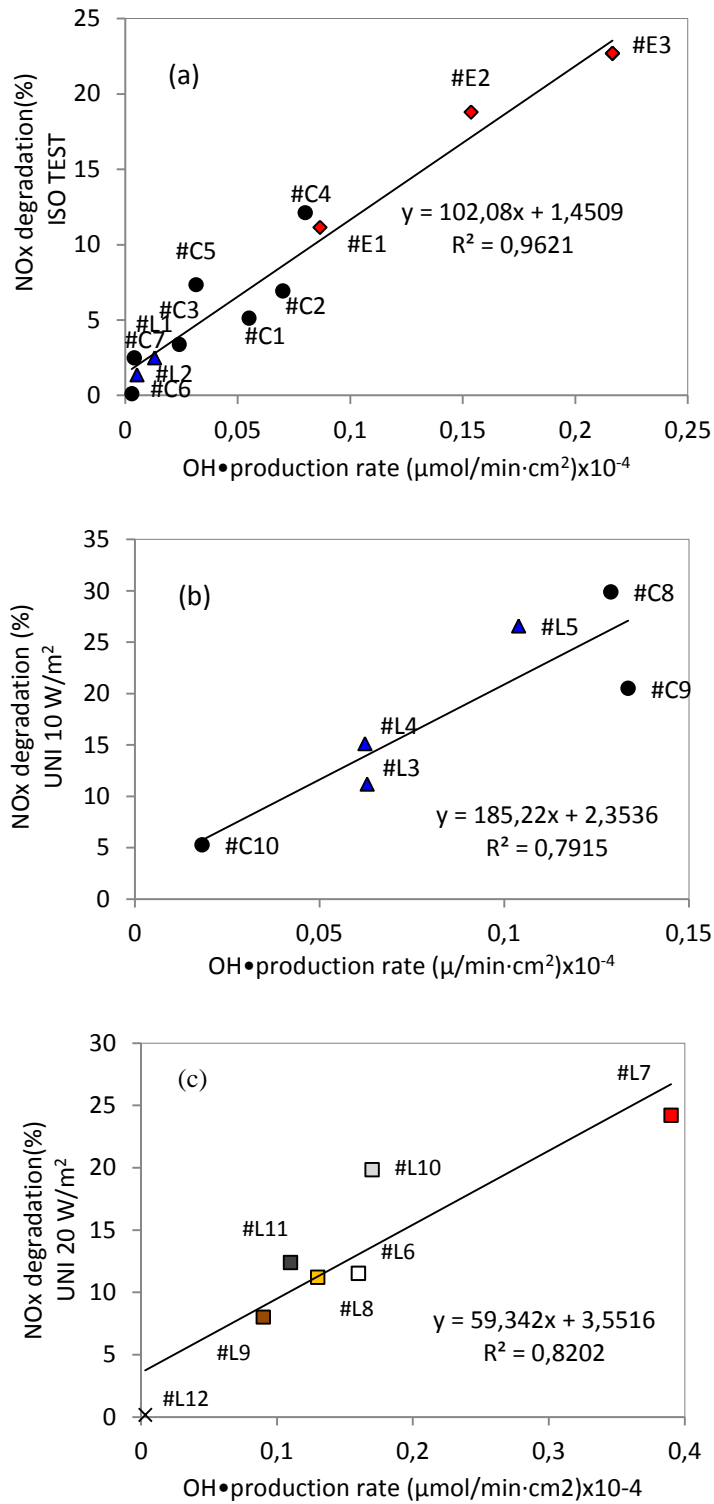 25
20
15
10
5
0
NOx degradation(%)
ISO TEST
(a)
#E3
#E2
#C4
#E1
#C5
#C3
#C2
#L1
#C1
#C7
#L2
#C6
y = 102,08x + 1,4509
R² = 0,9621
0 0,05 0,1 0,15 0,2 0,25
OH●production rate (μmol/min·cm²)x10⁻⁴
35
30
25
20
15
10
5
0
NOx degradation (%)
UNI 10 W/m²
(b)
#C8
#L5
#C9
#L4
#L3
#C10
y = 185,22x + 2,3536
R² = 0,7915
0 0,05 0,1 0,15
OH●production rate (μ/min·cm²)x10⁻⁴
30
25
20
15
10
5
0
NOx degradation(%)
UNI 20 W/m²
(c)
#L7
#L10
#L11
#L6
#L8
#L9
#L12
y = 59,342x + 3,5516
R² = 0,8202
0 0,1 0,2 0,3 0,4
OH●production rate (μmol/min·cm2)x10-4